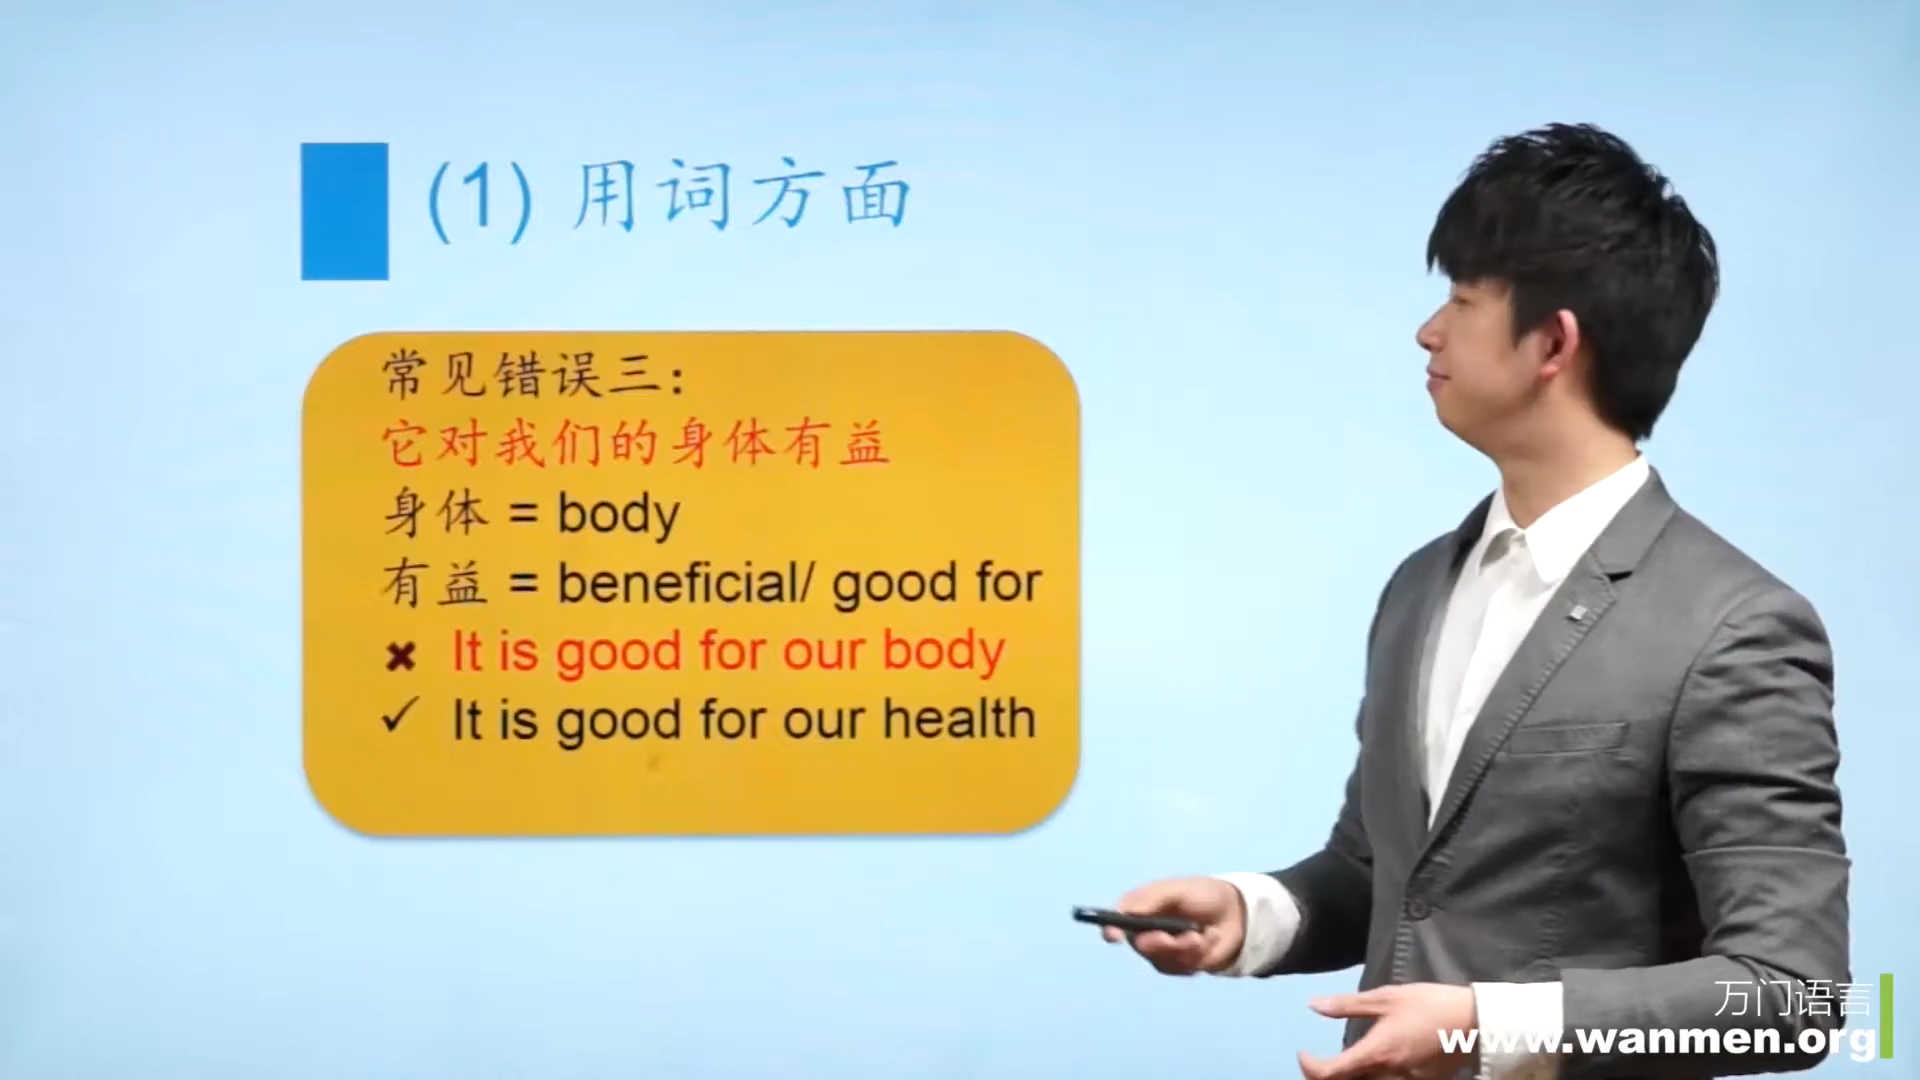 (1) 用词方面
常见错误三：
它对我们的身体有益
身体 = body
有益 = beneficial/ good for
✖ It is good for our body
✓ It is good for our health
万门语言
www.wanmen.org